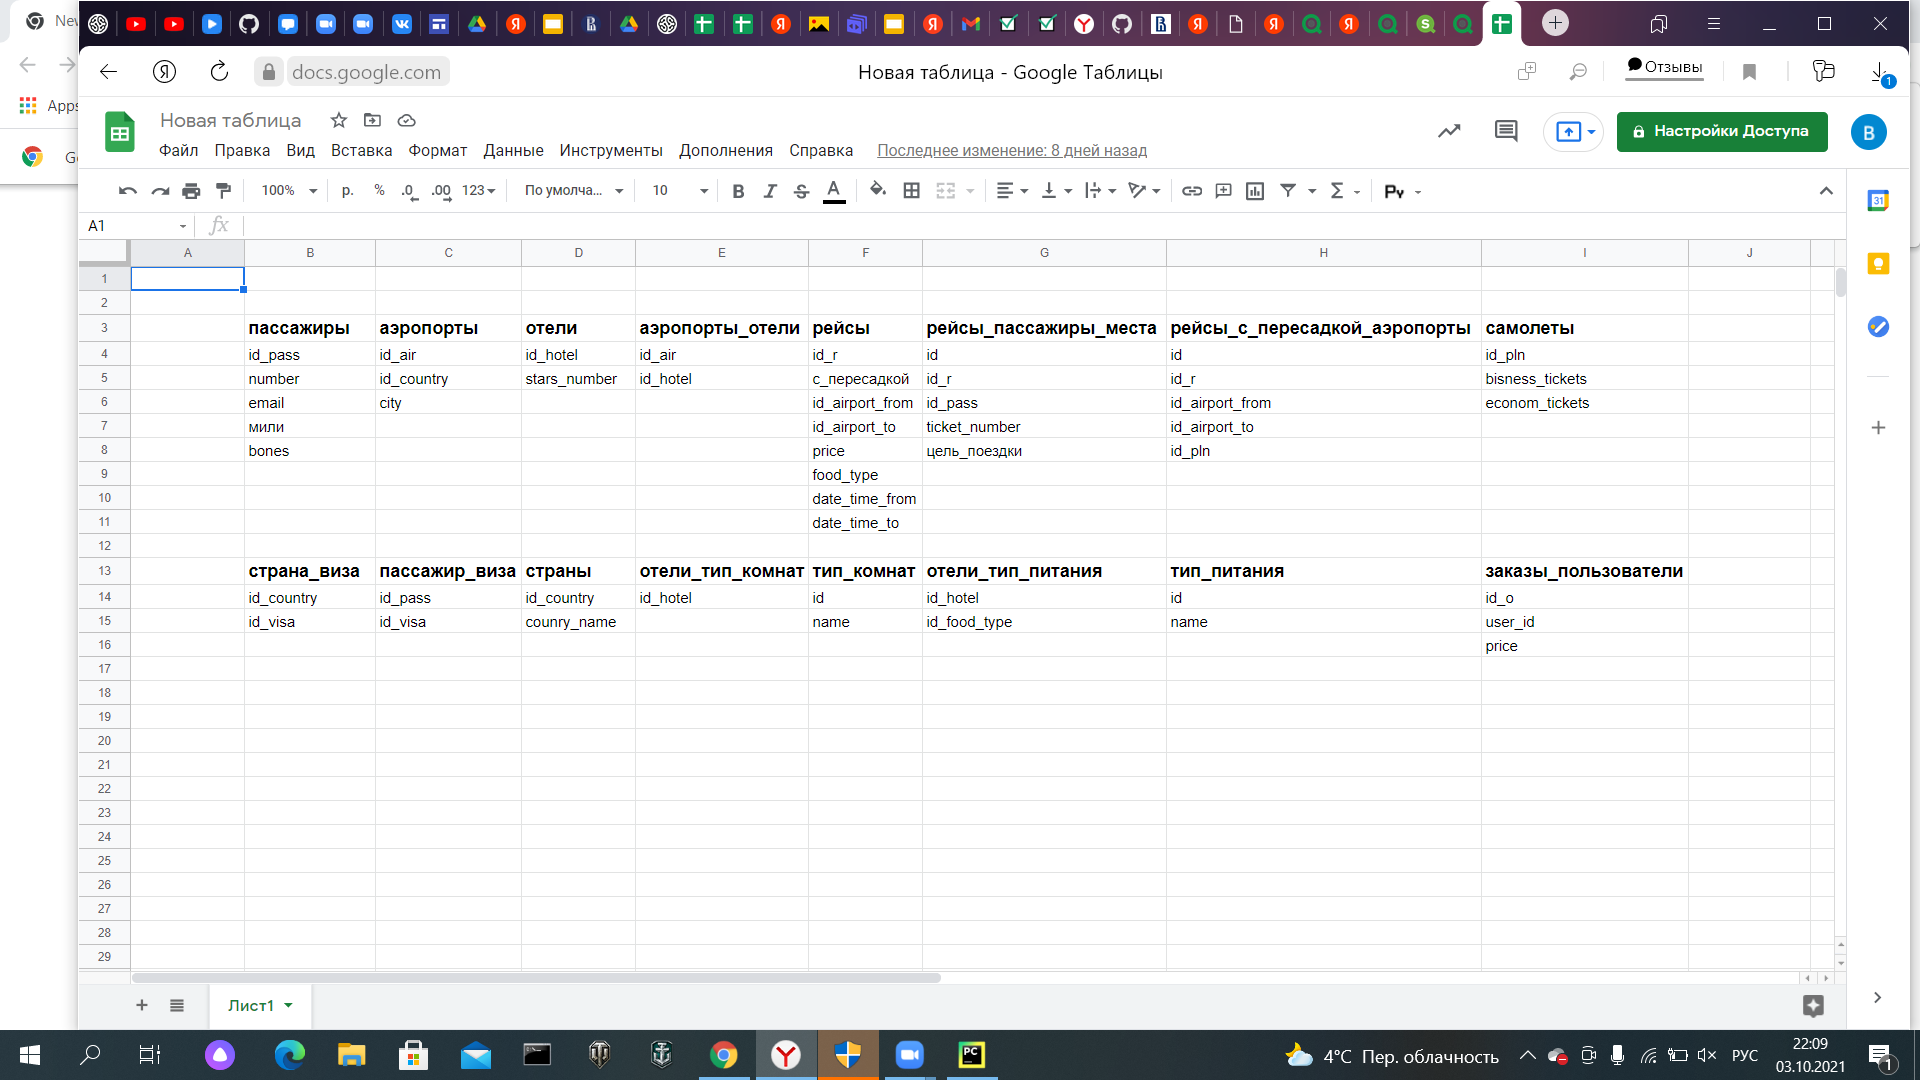 New
Apps
Go
docs.google.com
Новая таблица - Google Таблицы
Отзывы
1
Новая таблица
Файл Правка Вид Вставка Формат Данные Инструменты Дополнения Справка Последнее изменение: 8 дней назад
Настройки Доступа
B
100% р. % .0 .00 123 По умолча... 10 B I S A Σ Py
31
A1 fx
A B C D E F G H I J
1
2
3 пассажиры аэропорты отели аэропорты_отели рейсы рейсы_пассажиры_места рейсы_с_пересадкой_аэропорты самолеты
4 id_pass id_air id_hotel id_air id_r id id id_pln
5 number id_country stars_number id_hotel с_пересадкой id_r id_r bisness_tickets
6 email city id_airport_from id_pass id_airport_from econom_tickets
7 мили id_airport_to ticket_number id_airport_to
8 bones price цель_поездки id_pln
9 food_type
10 date_time_from
11 date_time_to
12
13 страна_виза пассажир_виза страны отели_тип_комнат тип_комнат отели_тип_питания тип_питания заказы_пользователи
14 id_country id_pass id_country id_hotel id id_hotel id id_o
15 id_visa id_visa counry_name name id_food_type name user_id
16 price
17
18
19
20
21
22
23
24
25
26
27
28
29
Лист1
4°C Пер. облачность
РУС
22:09
03.10.2021
1